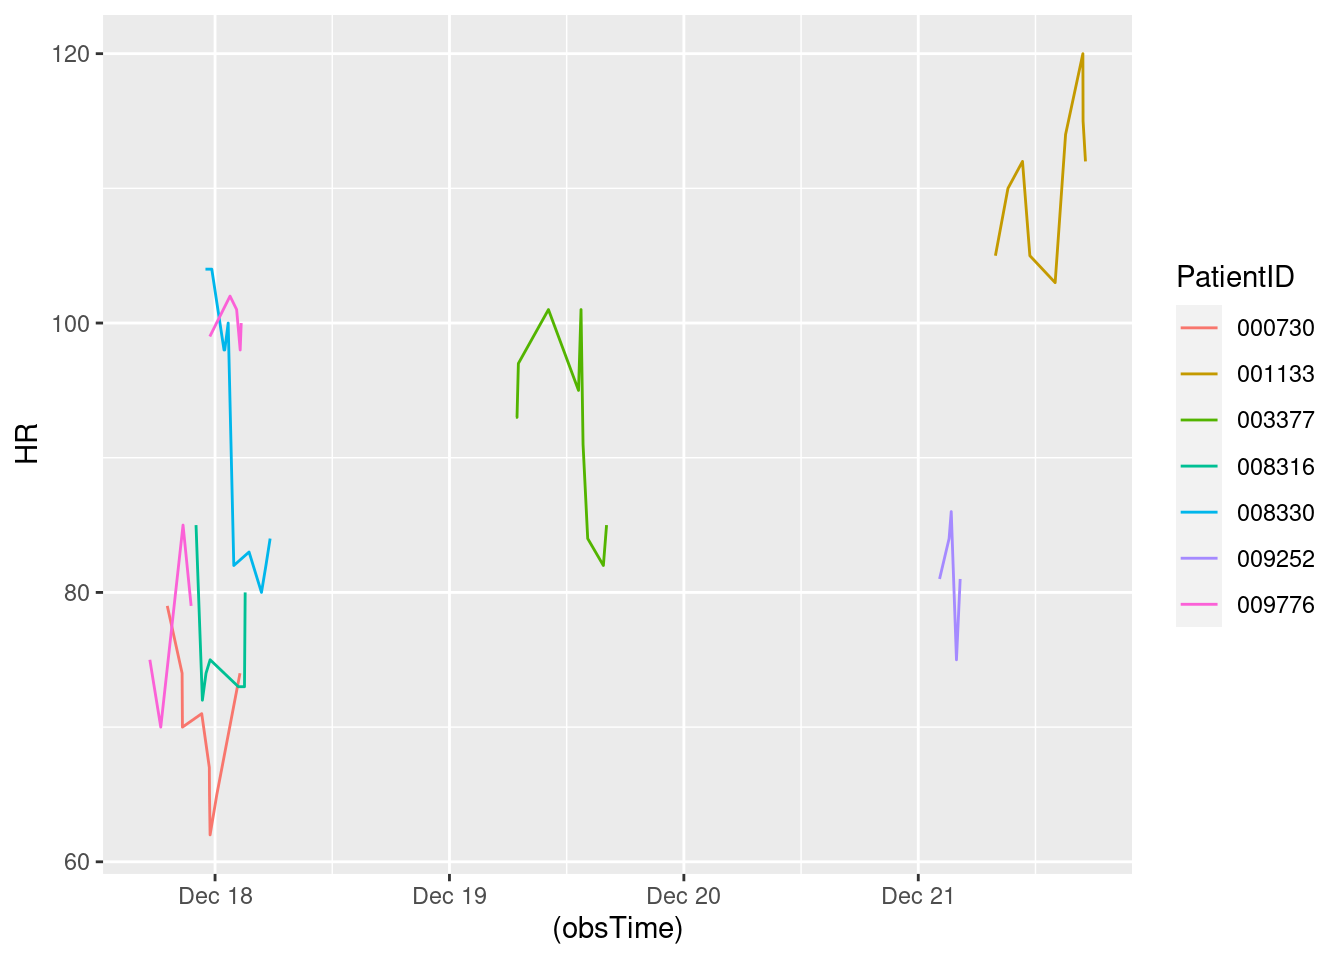 120
100
80
60
HR
Dec 18
Dec 19
Dec 20
Dec 21
(obsTime)
PatientID
000730
001133
003377
008316
008330
009252
009776